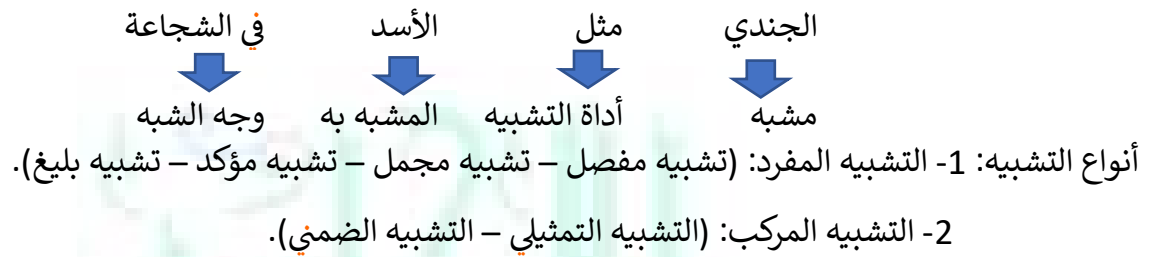 الجندي مثل الأسد في الشجاعة
مشبه أداة التشبيه المشبه به وجه الشبه
أنواع التشبيه: 1- التشبيه المفرد: (تشبيه مفصل – تشبيه مجمل – تشبيه مؤكد – تشبيه بليغ).
2- التشبيه المركب: (التشبيه التمثيلي – التشبيه الضمني).